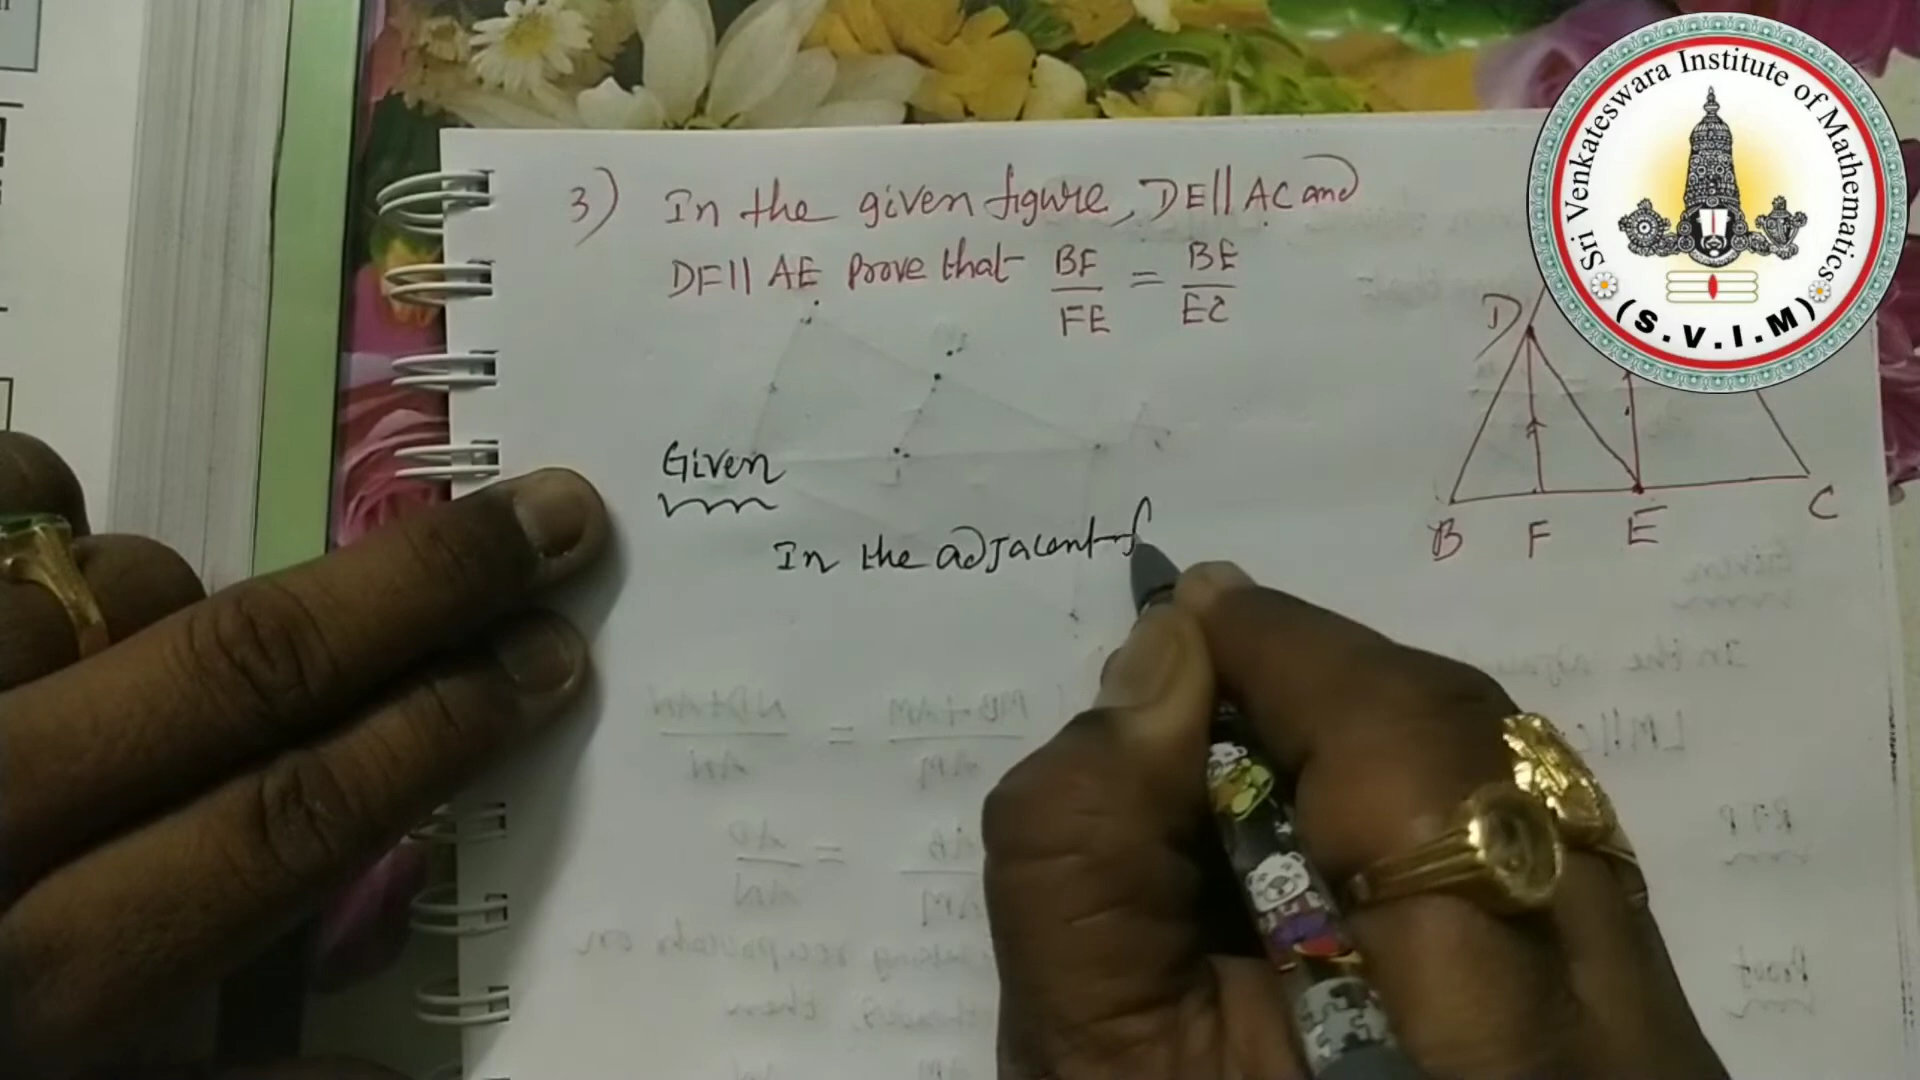 Sri Venkateswara Institute of Mathematics
(S.V.I.M)
3) In the given figure, DE || AC and
DF || AE prove that BF/FE = BE/EC
D
B F E C
Given
In the adjacent f